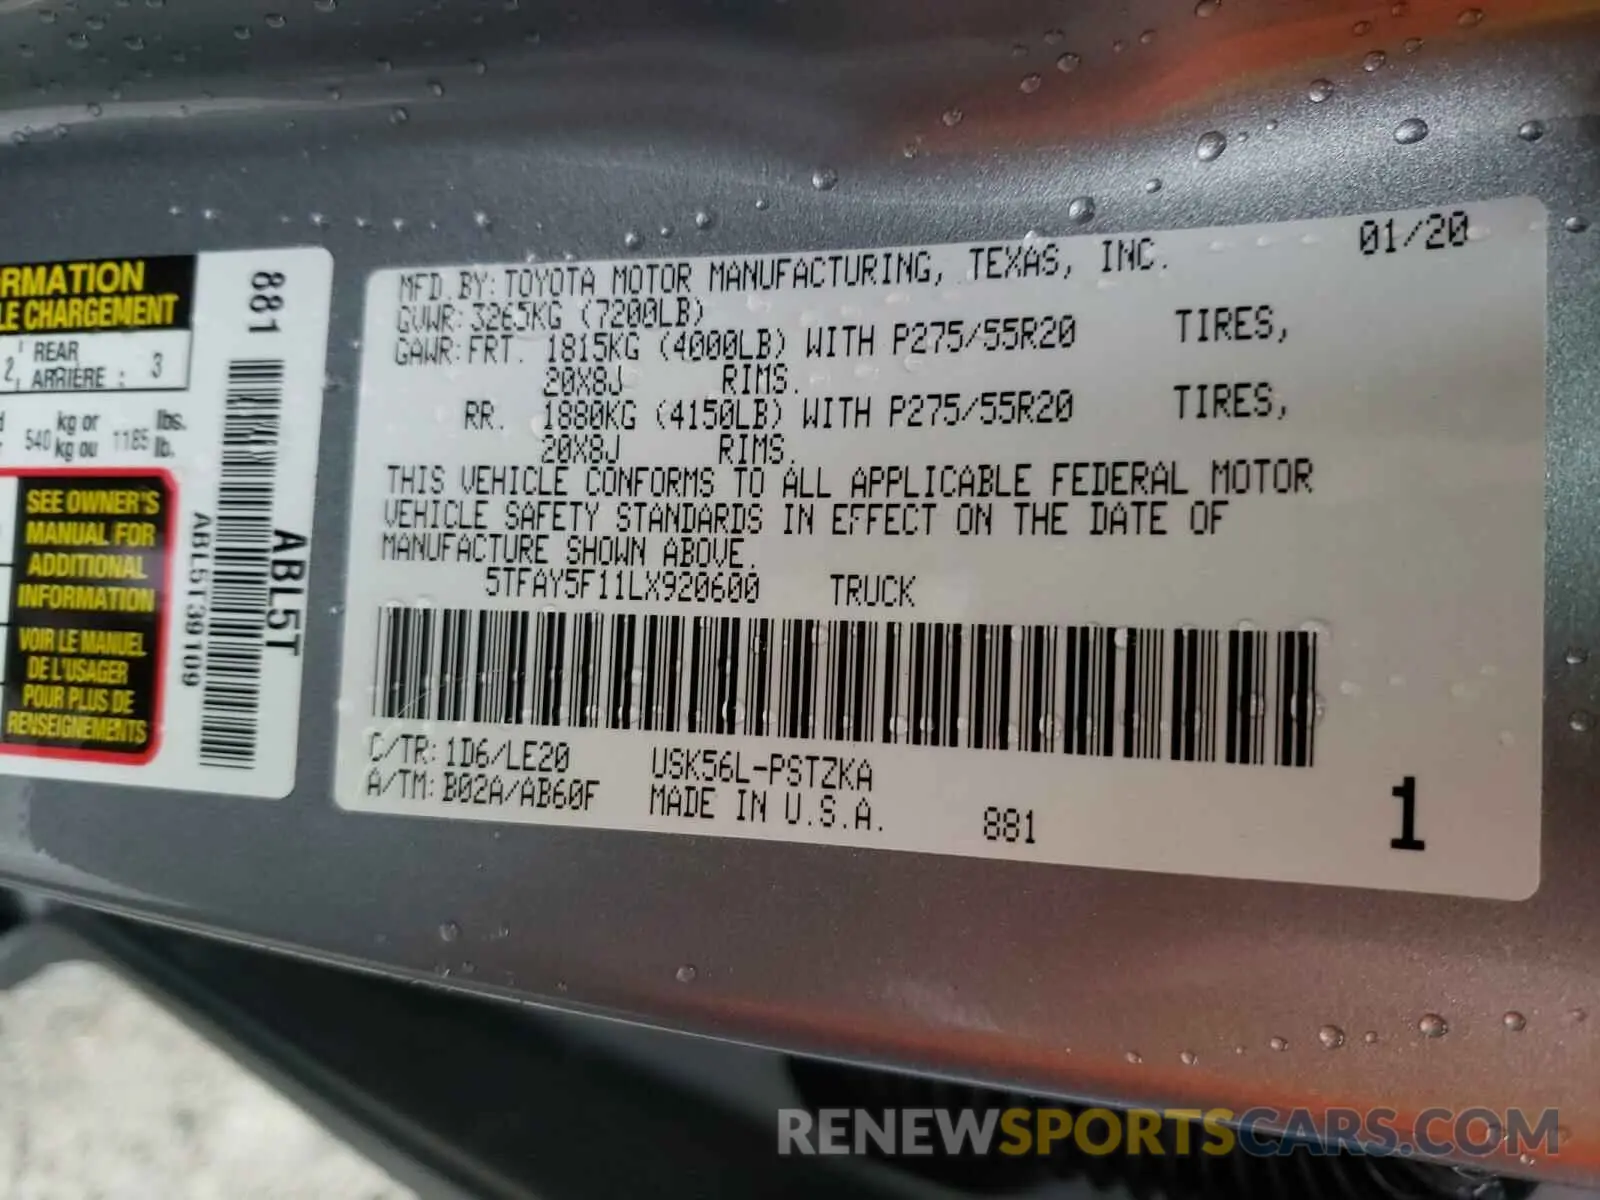 RMATION
LE CHARGEMENT
2, REAR
ARRIÈRE : 3
540 kg or
kg ou 1185 lbs.
lb.
SEE OWNER'S
MANUAL FOR
ADDITIONAL
INFORMATION
VOIR LE MANUEL
DE L'USAGER
POUR PLUS DE
RENSEIGNEMENTS
881
ABL5T
ABL5T39109
MFD.BY: TOYOTA MOTOR MANUFACTURING, TEXAS, INC. 01/20
GVWR: 3265KG (7200LB)
GAWR: FRT. 1815KG (4000LB) WITH P275/55R20 TIRES,
20X8J RIMS.
RR. 1880KG (4150LB) WITH P275/55R20 TIRES,
20X8J RIMS.
THIS VEHICLE CONFORMS TO ALL APPLICABLE FEDERAL MOTOR
VEHICLE SAFETY STANDARDS IN EFFECT ON THE DATE OF
MANUFACTURE SHOWN ABOVE.
5TFAY5F11LX920600 TRUCK
C/TR: 1D6/LE20 USK56L-PSTZKA
A/TM: B02A/AB60F MADE IN U.S.A. 881 1
RENEWSPORTSCARS.COM